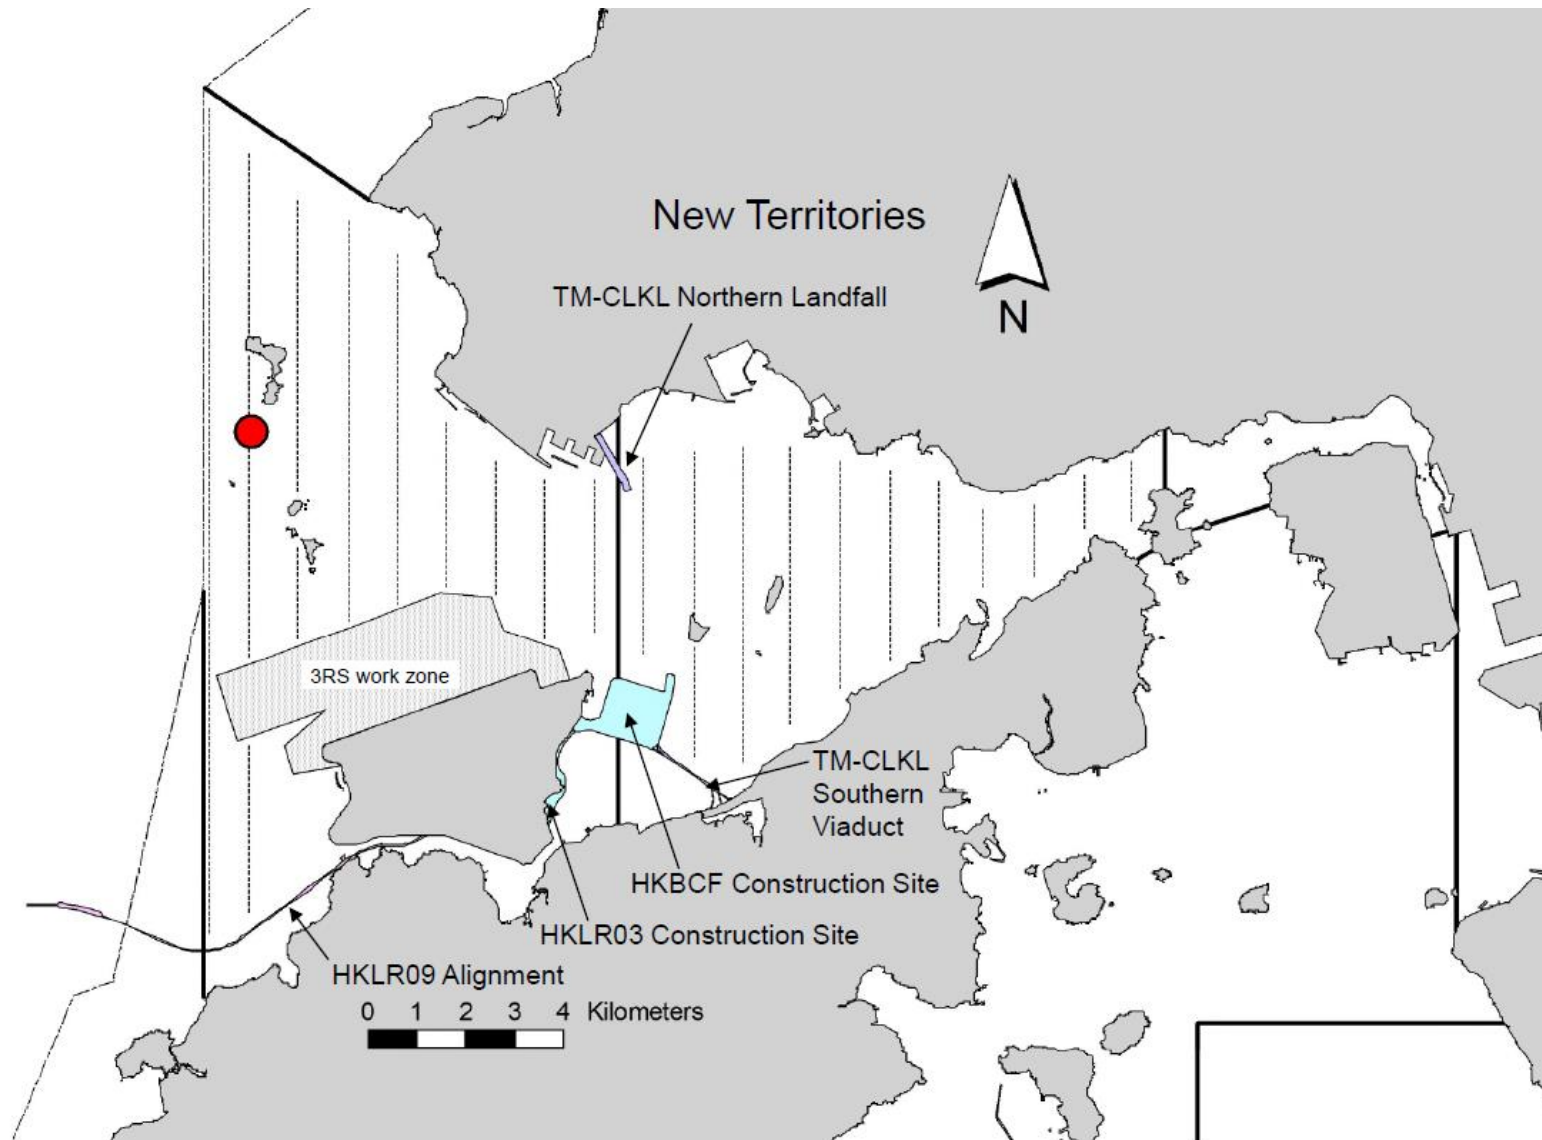 New Territories
TM-CLKL Northern Landfall
N
3RS work zone
TM-CLKL
Southern
Viaduct
HKBCF Construction Site
HKLR03 Construction Site
HKLR09 Alignment
0 1 2 3 4 Kilometers